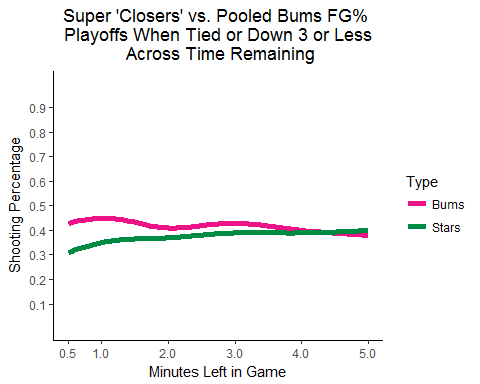 Super 'Closers' vs. Pooled Bums FG%
Playoffs When Tied or Down 3 or Less
Across Time Remaining
Shooting Percentage
0.9
0.8
0.7
0.6
0.5
0.4
0.3
0.2
0.1
0.5 1.0 2.0 3.0 4.0 5.0
Minutes Left in Game
Type
Bums
Stars